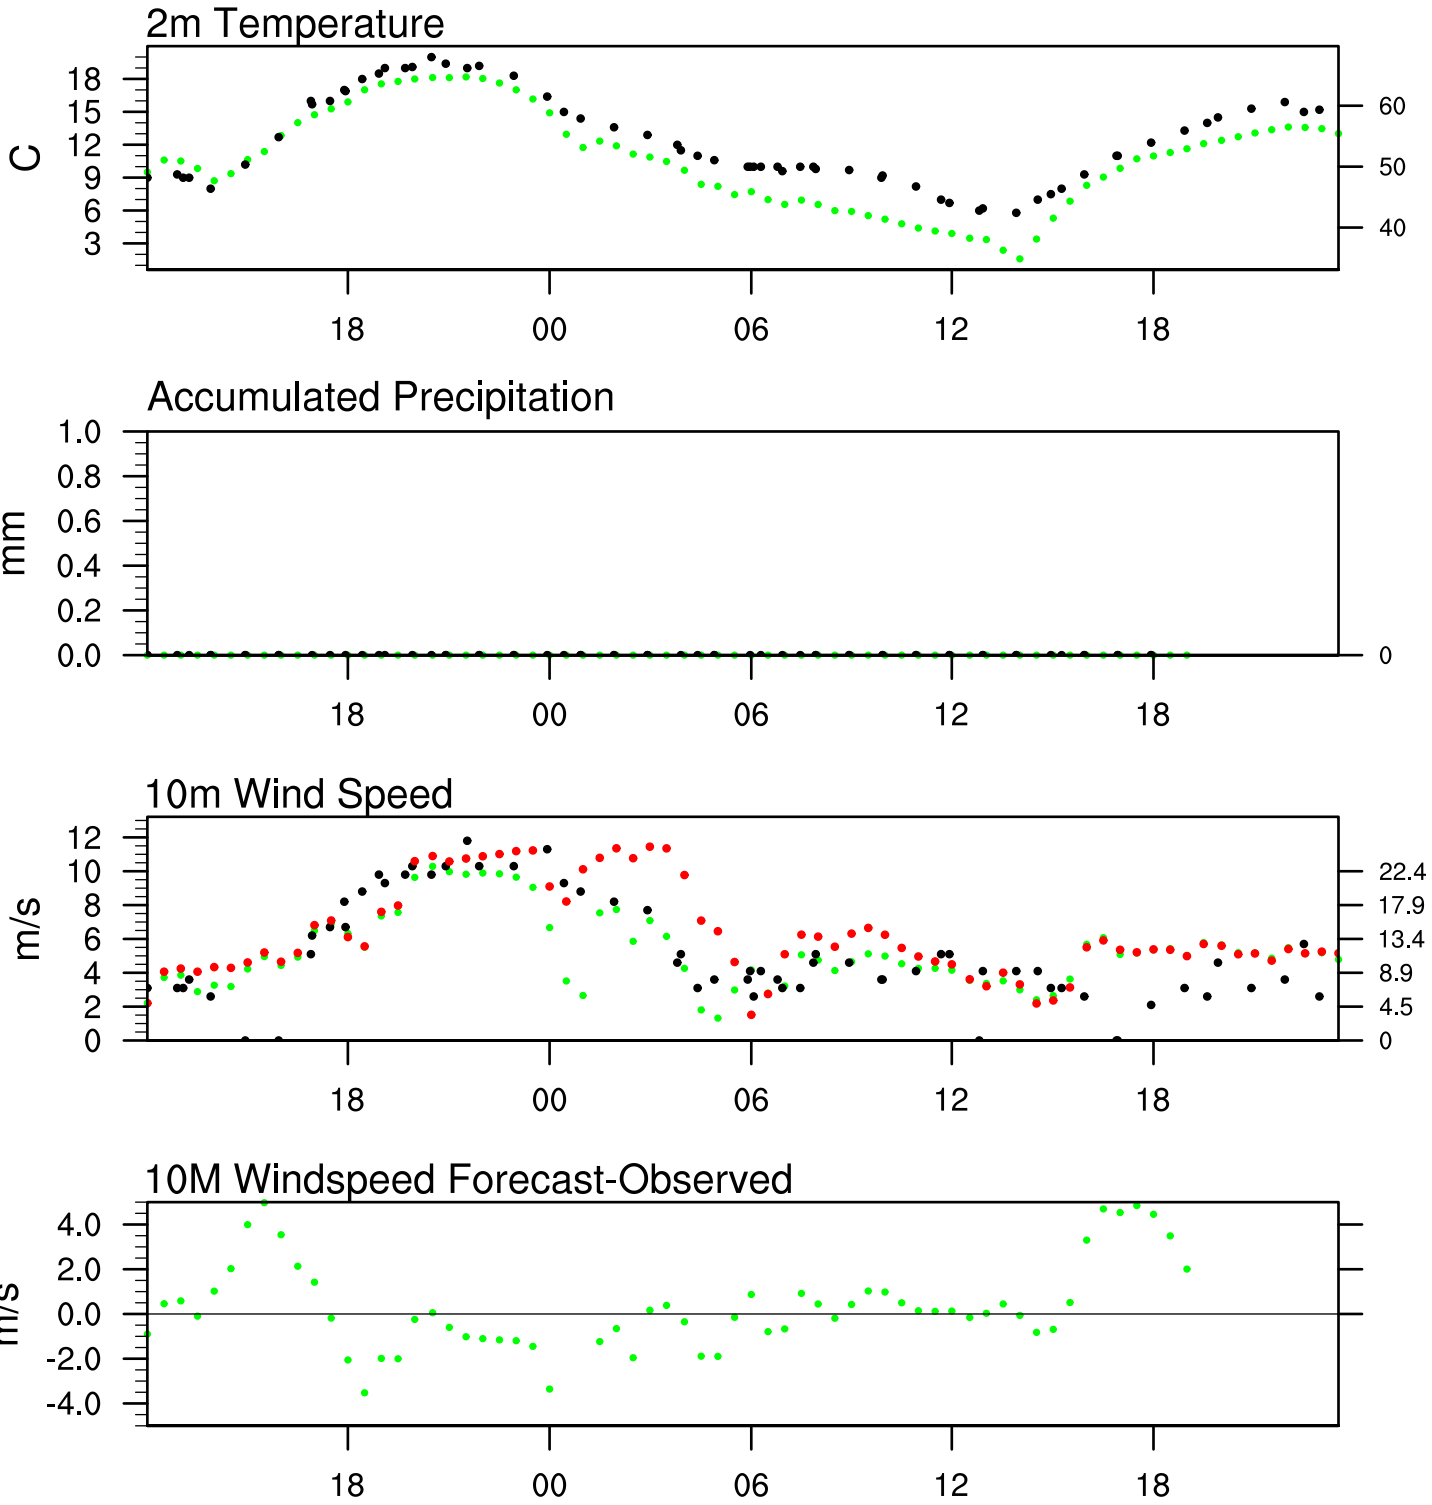 2m Temperature
18
15
12
9
6
3
C
60
50
40
18 00 06 12 18
Accumulated Precipitation
1.0
0.8
0.6
0.4
0.2
0.0
mm
0
18 00 06 12 18
10m Wind Speed
12
10
8
6
4
2
0
m/s
22.4
17.9
13.4
8.9
4.5
0
18 00 06 12 18
10M Windspeed Forecast-Observed
4.0
2.0
0.0
-2.0
-4.0
m/s
18 00 06 12 18